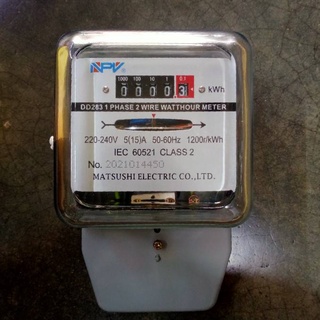 NPV
1000 100 10 1 0.1
0 0 0 0 3 kWh
DD283 1 PHASE 2 WIRE WATTHOUR METER
220-240V 5(15)A 50-60Hz 1200r/kWh
IEC 60521 CLASS 2
No. 2021014450
MATSUSHI ELECTRIC CO.,LTD.